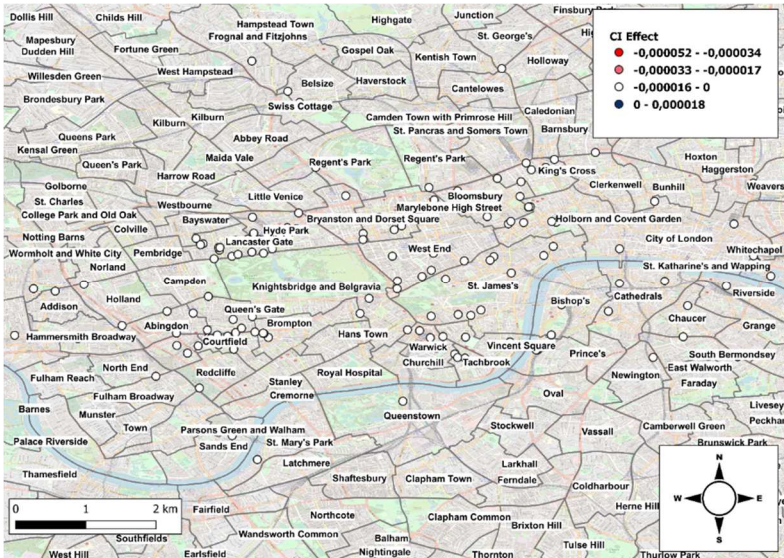 Dollis Hill
Childs Hill
Hampstead Town
Highgate
Junction
Finsbury
Mapesbury
Frognal and Fitzjohns
St. George's
Dudden Hill
Fortune Green
Gospel Oak
Kentish Town
Holloway
West Hampstead
Willesden Green
Belsize
Haverstock
Cantelowes
Brondesbury Park
Swiss Cottage
Caledonian
Kilburn
Kilburn
Camden Town with Primrose Hill
Barnsbury
Queens Park
Abbey Road
St. Pancras and Somers Town
Kensal Green
Maida Vale
Regent's Park
Regent's Park
Hoxton
Queen's Park
Haggerston
Harrow Road
King's Cross
Clerkenwell
Bunhill
Weaver
Golborne
St. Charles
Westbourne
Little Venice
Bloomsbury
Marylebone High Street
College Park and Old Oak
Bayswater
Bryanston and Dorset Square
Holborn and Covent Garden
Colville
Hyde Park
Notting Barns
Lancaster Gate
West End
City of London
Wormholt and White City
Pembridge
Whitechapel
Norland
St. Katharine's and Wapping
Campden
Knightsbridge and Belgravia
St. James's
Cathedrals
Riverside
Holland
Bishop's
Addison
Queen's Gate
Chaucer
Abingdon
Brompton
Hans Town
Grange
Hammersmith Broadway
Courtfield
Warwick
Vincent Square
Prince's
Churchill
Tachbrook
South Bermondsey
North End
Redcliffe
Royal Hospital
Newington
East Walworth
Fulham Reach
Stanley
Faraday
Fulham Broadway
Cremorne
Oval
Barnes
Munster
Queenstown
Livesey
Town
Parsons Green and Walham
Stockwell
Vassall
Camberwell Green
Peckham
Palace Riverside
Sands End
St. Mary's Park
Brunswick Park
Latchmere
Larkhall
Thamesfield
Shaftesbury
Clapham Town
Ferndale
Coldharbour
Fairfield
Northcote
Clapham Common
Herne Hill
Wandsworth Common
Brixton Hill
Southfields
Balham
Tulse Hill
West Hill
Earlsfield
Nightingale
Thornton
Thurlow Park
CI Effect
-0,000052 - -0,000034
-0,000033 - -0,000017
-0,000016 - 0
0 - 0,000018
N
W
E
S
0 1 2 km